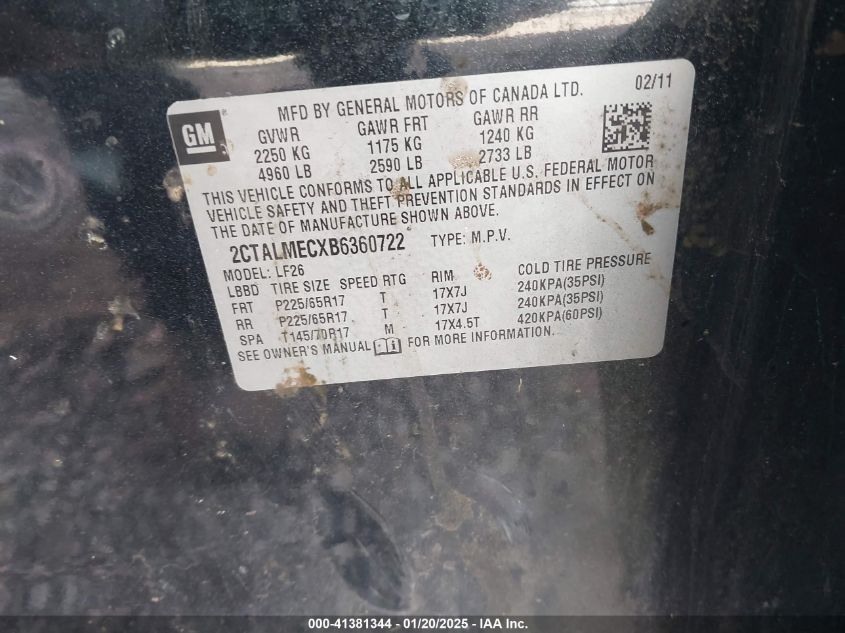 MFD BY GENERAL MOTORS OF CANADA LTD. 02/11
GM
GVWR GAWR FRT GAWR RR
2250 KG 1175 KG 1240 KG
4960 LB 2590 LB 2733 LB
THIS VEHICLE CONFORMS TO ALL APPLICABLE U.S. FEDERAL MOTOR
VEHICLE SAFETY AND THEFT PREVENTION STANDARDS IN EFFECT ON
THE DATE OF MANUFACTURE SHOWN ABOVE.
2CTALMECXB6360722 TYPE: M.P.V.
MODEL: LF26
LBBD TIRE SIZE SPEED RTG RIM COLD TIRE PRESSURE
FRT P225/65R17 T 17X7J 240KPA(35PSI)
RR P225/65R17 T 17X7J 240KPA(35PSI)
SPA T145/70R17 M 17X4.5T 420KPA(60PSI)
SEE OWNER'S MANUAL FOR MORE INFORMATION.
000-41381344 — 01/20/2025 - IAA Inc.